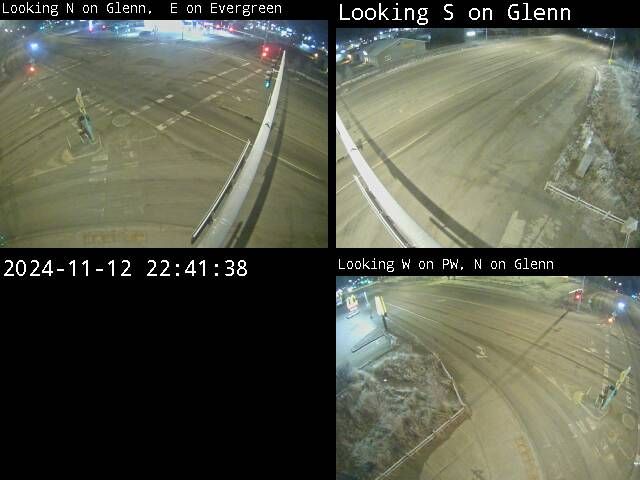 Looking N on Glenn,  E on Evergreen
Looking S on Glenn
2024-11-12 22:41:38
Looking W on PW, N on Glenn